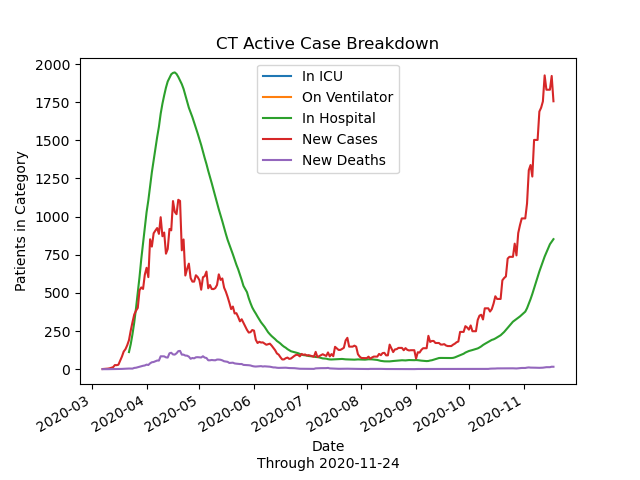 CT Active Case Breakdown
Patients in Category
2000
1750
1500
1250
1000
750
500
250
0
In ICU
On Ventilator
In Hospital
New Cases
New Deaths
2020-03
2020-04
2020-05
2020-06
2020-07
2020-08
2020-09
2020-10
2020-11
Date
Through 2020-11-24